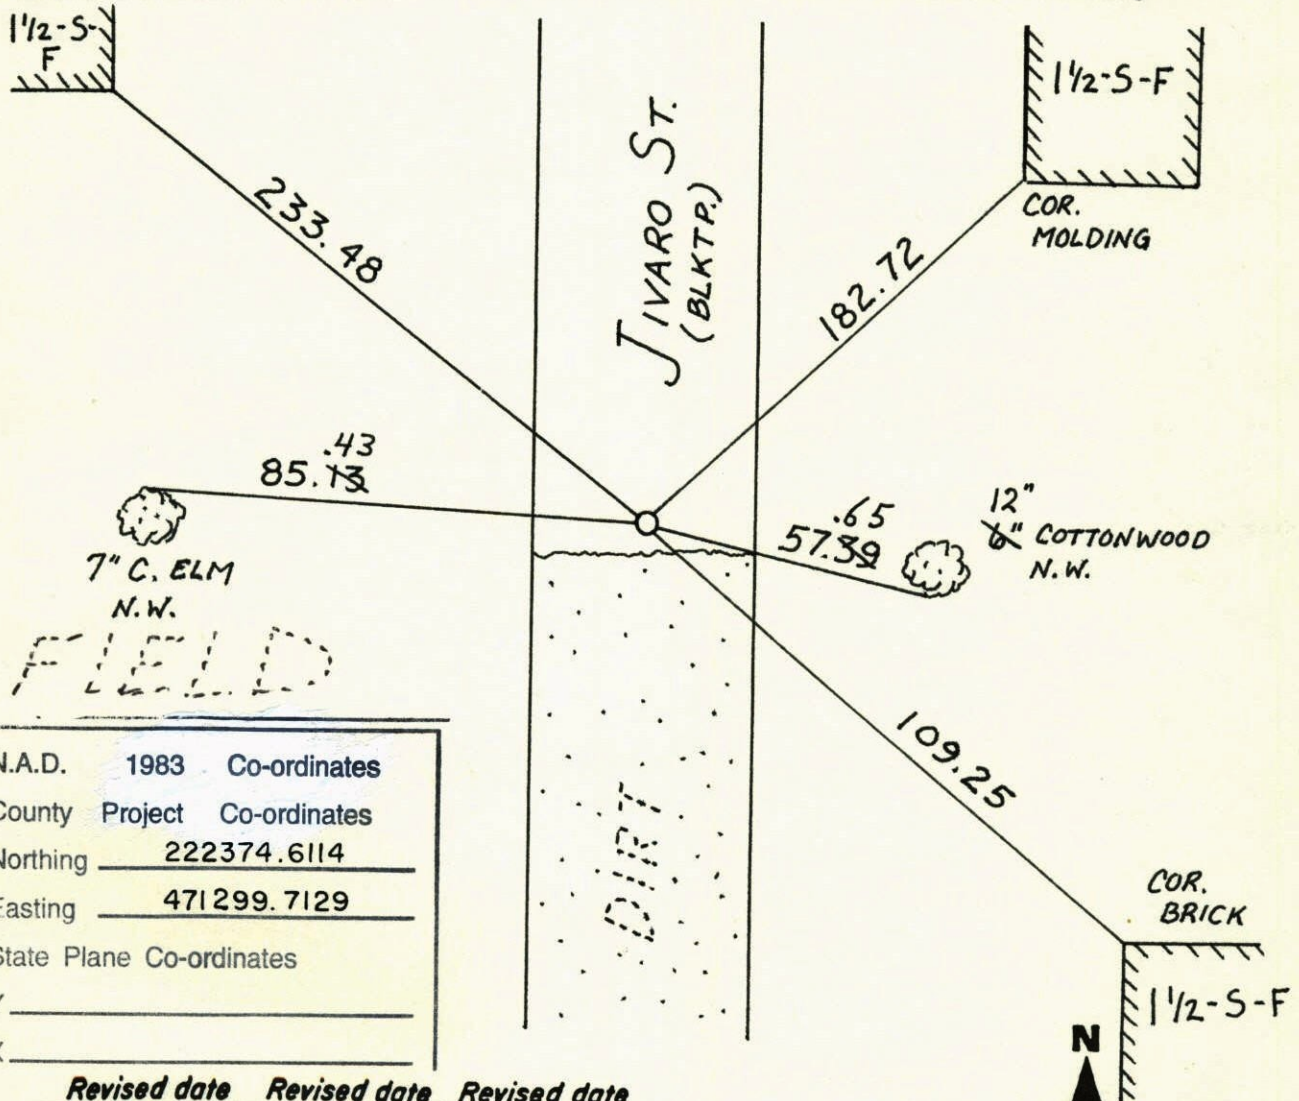 1½-S-
F
1½-S-F
JIVARO ST.
(BLKTP.)
COR.
MOLDING
233.48
182.72
.43
85.13
.65
57.39
12"
6" COTTONWOOD
N.W.
7" C. ELM
N.W.
FIELD
109.25
DIRT
N.A.D. 1983 Co-ordinates
County Project Co-ordinates
Northing 222374.6114
Easting 471299.7129
State Plane Co-ordinates
COR.
BRICK
1½-S-F
N
Revised date Revised date Revised date